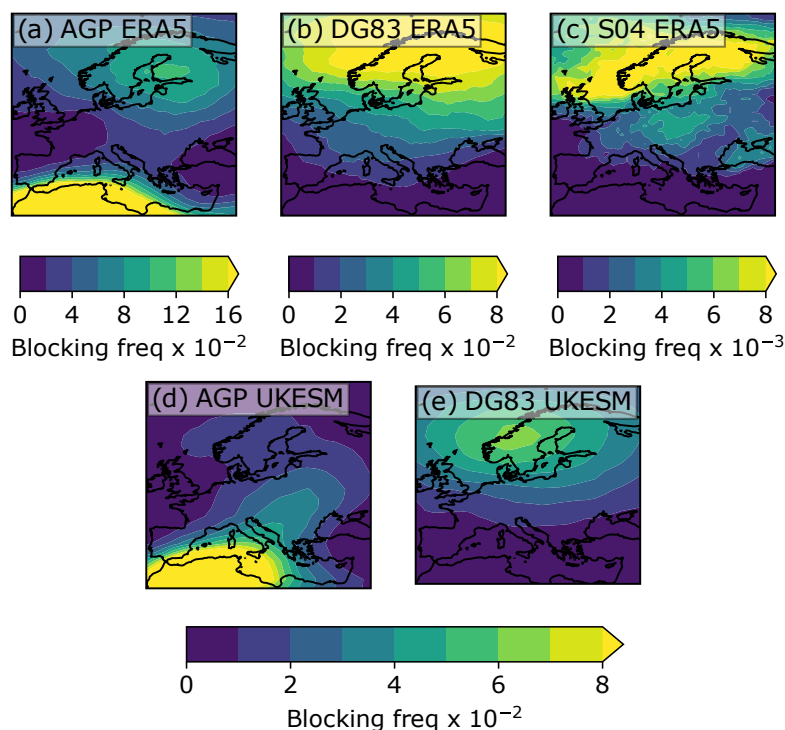 (a) AGP ERA5
(b) DG83 ERA5
(c) S04 ERA5
0 4 8 12 16
0 2 4 6 8
0 2 4 6 8
Blocking freq x 10⁻²
Blocking freq x 10⁻²
Blocking freq x 10⁻³
(d) AGP UKESM
(e) DG83 UKESM
0 2 4 6 8
Blocking freq x 10⁻²